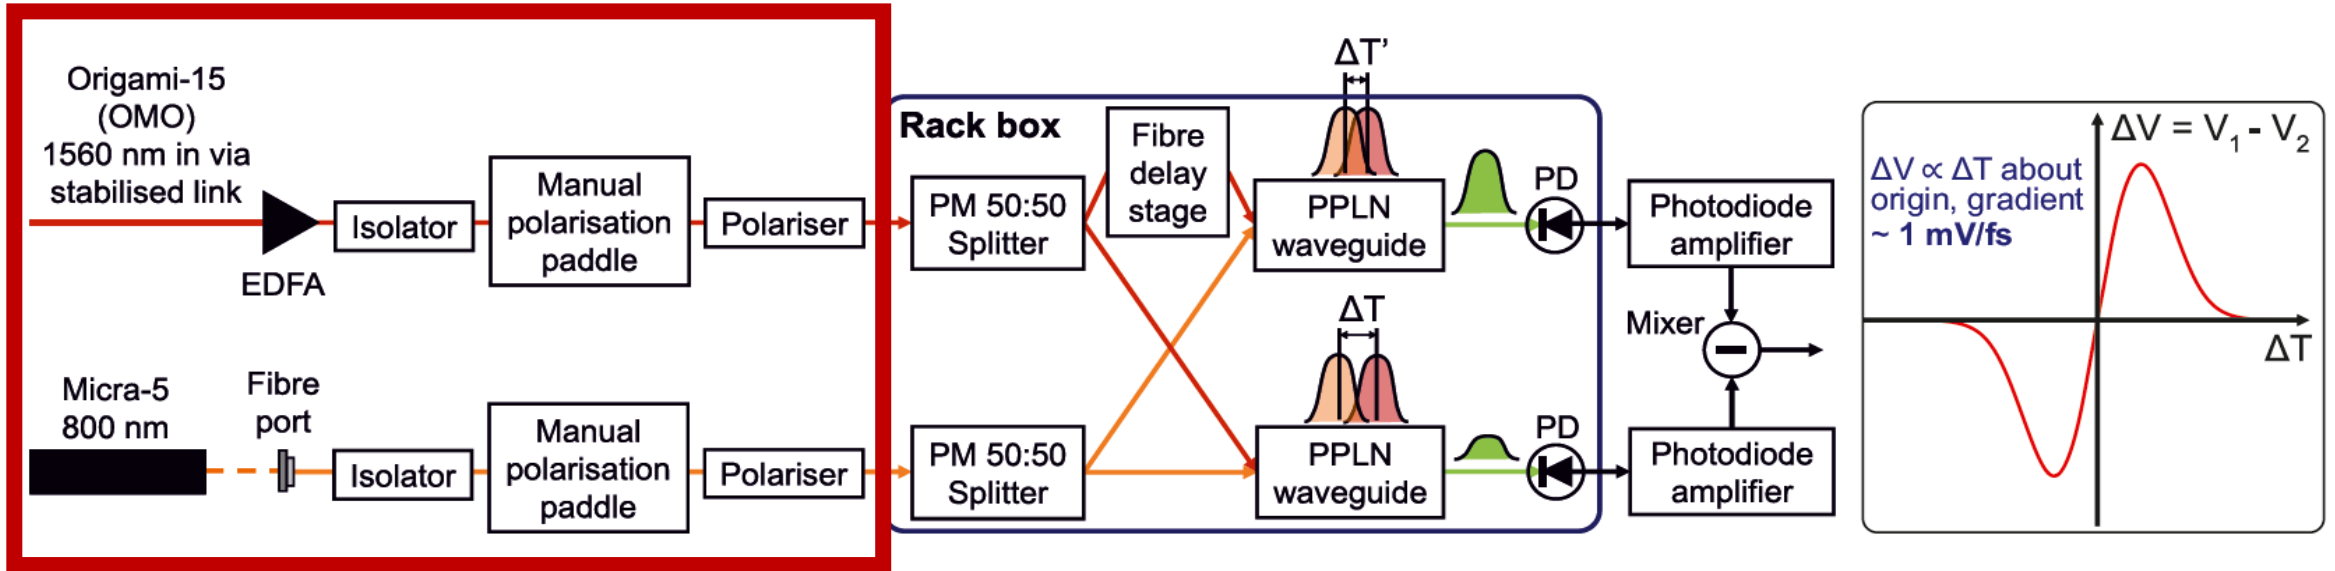 Origami-15
(OMO)
1560 nm in via
stabilised link
EDFA
Isolator
Manual
polarisation
paddle
Polariser
Micra-5
800 nm
Fibre
port
Isolator
Manual
polarisation
paddle
Polariser
Rack box
PM 50:50
Splitter
Fibre
delay
stage
ΔT’
PPLN
waveguide
PD
PM 50:50
Splitter
ΔT
PPLN
waveguide
PD
Photodiode
amplifier
Mixer
Photodiode
amplifier
ΔV = V₁ - V₂
ΔV ∝ ΔT about
origin, gradient
~ 1 mV/fs
ΔT